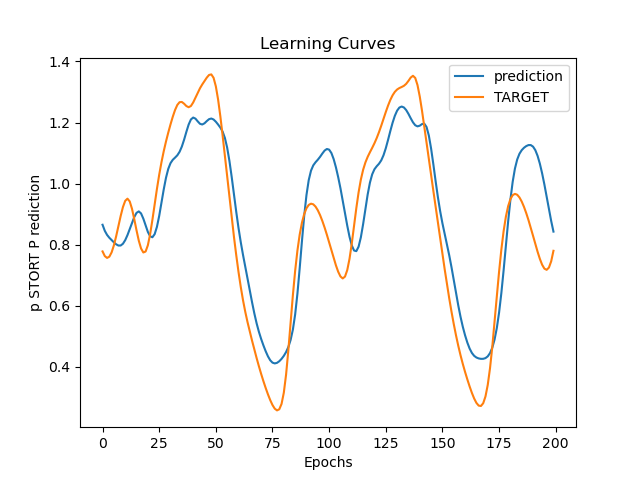 Learning Curves
prediction
TARGET
p STORT P rediction
1.4
1.2
1.0
0.8
0.6
0.4
0 25 50 75 100 125 150 175 200
Epochs